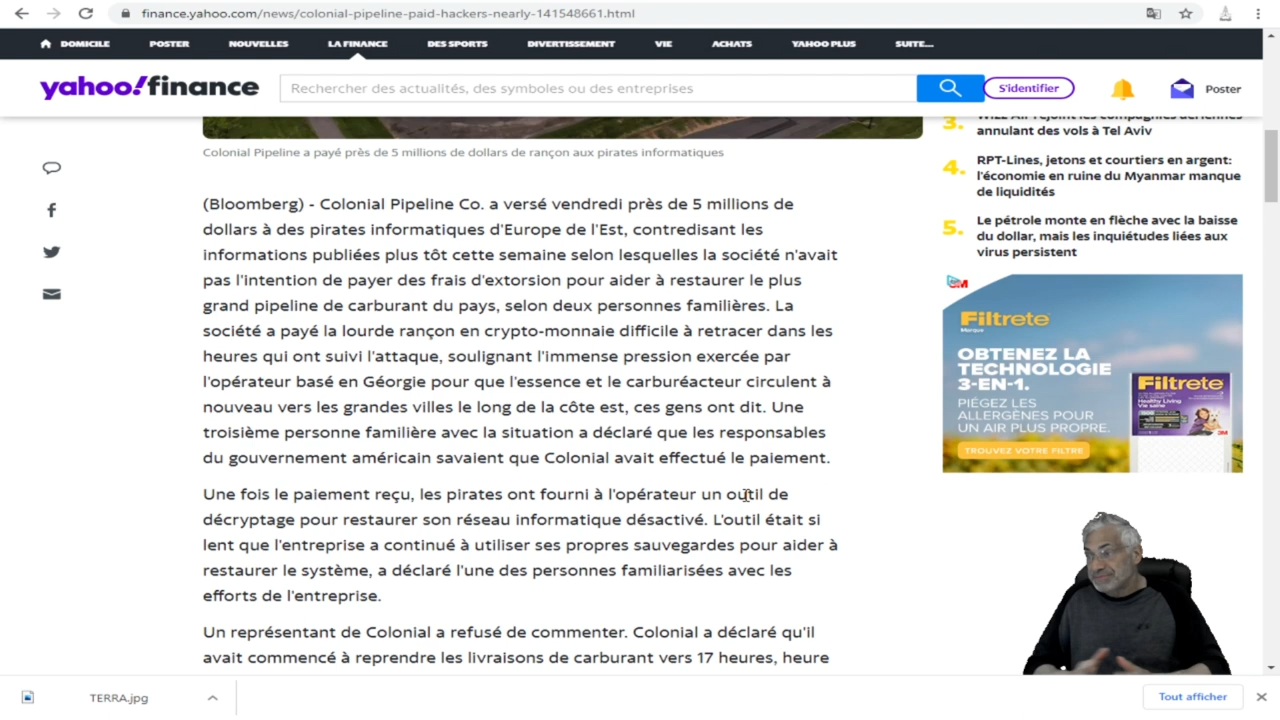 finance.yahoo.com/news/colonial-pipeline-paid-hackers-nearly-141548661.html
DOMICILE POSTER NOUVELLES LA FINANCE DES SPORTS DIVERTISSEMENT VIE ACHATS YAHOO PLUS SUITE...
yahoo!finance
Rechercher des actualités, des symboles ou des entreprises
S'identifier
Poster
Colonial Pipeline a payé près de 5 millions de dollars de rançon aux pirates informatiques
(Bloomberg) - Colonial Pipeline Co. a versé vendredi près de 5 millions de
dollars à des pirates informatiques d'Europe de l'Est, contredisant les
informations publiées plus tôt cette semaine selon lesquelles la société n'avait
pas l'intention de payer des frais d'extorsion pour aider à restaurer le plus
grand pipeline de carburant du pays, selon deux personnes familières. La
société a payé la lourde rançon en crypto-monnaie difficile à retracer dans les
heures qui ont suivi l'attaque, soulignant l'immense pression exercée par
l'opérateur basé en Géorgie pour que l'essence et le carburéacteur circulent à
nouveau vers les grandes villes le long de la côte est, ces gens ont dit. Une
troisième personne familière avec la situation a déclaré que les responsables
du gouvernement américain savaient que Colonial avait effectué le paiement.
Une fois le paiement reçu, les pirates ont fourni à l'opérateur un outil de
décryptage pour restaurer son réseau informatique désactivé. L'outil était si
lent que l'entreprise a continué à utiliser ses propres sauvegardes pour aider à
restaurer le système, a déclaré l'une des personnes familiarisées avec les
efforts de l'entreprise.
Un représentant de Colonial a refusé de commenter. Colonial a déclaré qu'il
avait commencé à reprendre les livraisons de carburant vers 17 heures, heure
3. Wizz Air rejoint les compagnies aériennes
annulant des vols à Tel Aviv
4. RPT-Lines, jetons et courtiers en argent:
l'économie en ruine du Myanmar manque
de liquidités
5. Le pétrole monte en flèche avec la baisse
du dollar, mais les inquiétudes liées aux
virus persistent
3M
Filtrete
Marque
OBTENEZ LA
TECHNOLOGIE
3-EN-1.
PIÉGEZ LES
ALLERGÈNES POUR
UN AIR PLUS PROPRE.
TROUVEZ VOTRE FILTRE
Filtrete
Healthy Living
3M
TERRA.jpg
Tout afficher